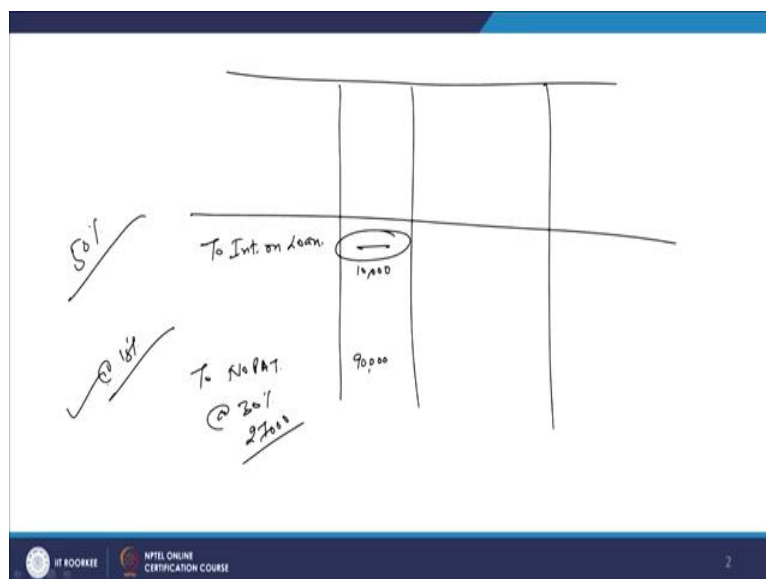 50%
To Int. on Loan.
10,000
@ 18%
To NOPAT. 90,000
@ 30%
27000
IIT ROORKEE
NPTEL ONLINE
CERTIFICATION COURSE
2